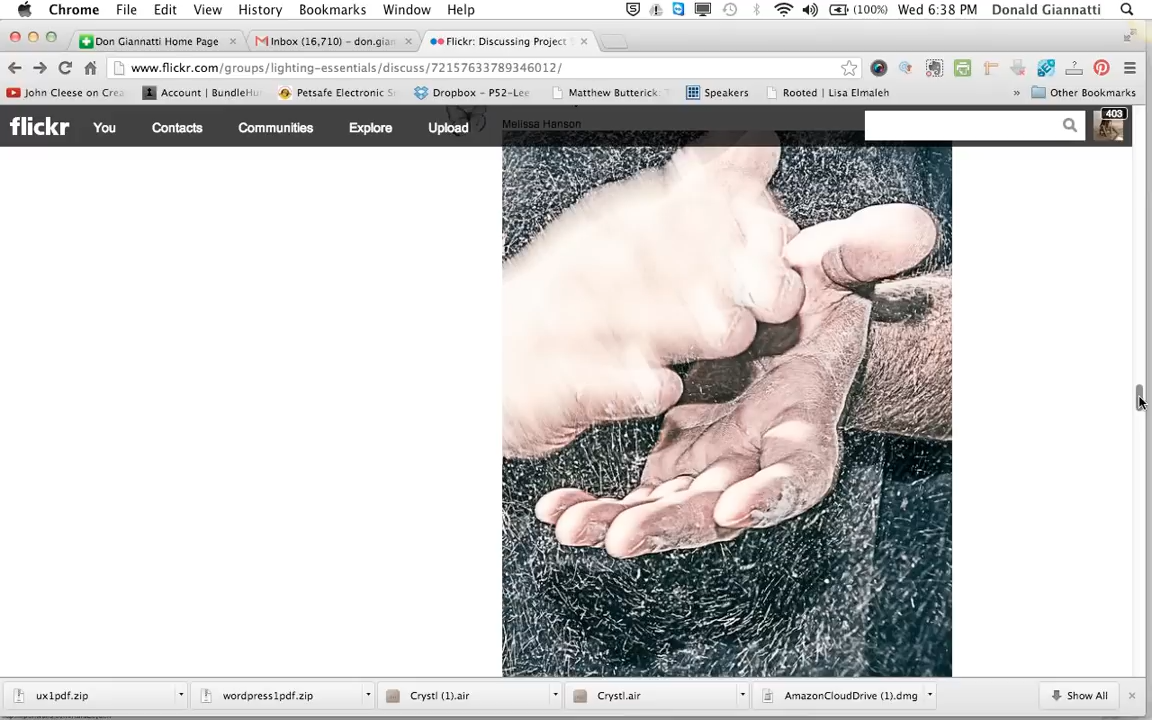 Chrome File Edit View History Bookmarks Window Help (100%) Wed 6:38 PM Donald Giannatti
Don Giannatti Home Page Inbox (16,710) – don.gian Flickr: Discussing Project
www.flickr.com/groups/lighting-essentials/discuss/72157633789346012/
John Cleese on Crea Account | BundleHu Petsafe Electronic S Dropbox – P52–Lee Matthew Butterick. Speakers Rooted | Lisa Elmaleh » Other Bookmarks
flickr You Contacts Communities Explore Upload 403
Melissa Hanson
ux1pdf.zip wordpress1pdf.zip Crystl (1).air Crystl.air AmazonCloudDrive (1).dmg Show All